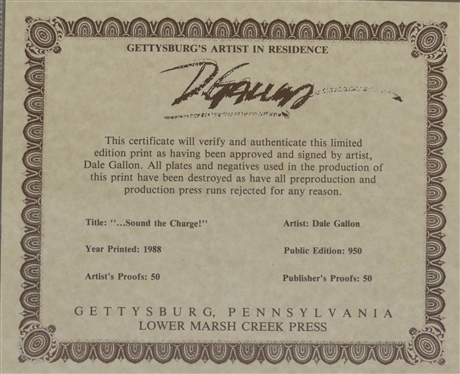 GETTYSBURG'S ARTIST IN RESIDENCE
D. Gallon
This certificate will verify and authenticate this limited
edition print as having been approved and signed by artist,
Dale Gallon. All plates and negatives used in the production of
this print have been destroyed as have all preproduction and
production press runs rejected for any reason.
Title: "...Sound the Charge!" Artist: Dale Gallon
Year Printed: 1988 Public Edition: 950
Artist's Proofs: 50 Publisher's Proofs: 50
GETTYSBURG, PENNSYLVANIA
LOWER MARSH CREEK PRESS